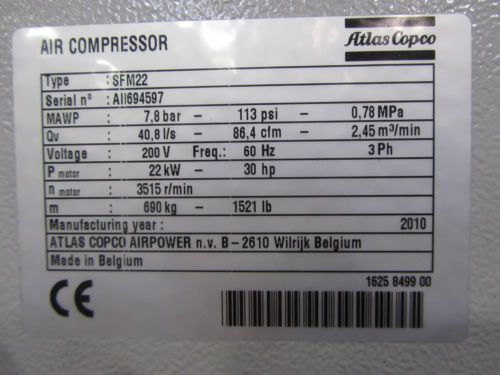 AIR COMPRESSOR Atlas Copco
Type : SFM22
Serial n° : AII694597
MAWP 7,8 bar – 113 psi – 0,78 MPa
Qv 40,8 l/s – 86,4 cfm – 2,45 m³/min
Voltage 200 V Freq.: 60 Hz 3 Ph
P motor 22 kW – 30 hp
n motor 3515 r/min
m 690 kg – 1521 lb
Manufacturing year : 2010
ATLAS COPCO AIRPOWER n.v. B – 2610 Wilrijk Belgium
Made in Belgium
1625 8499 00
CE